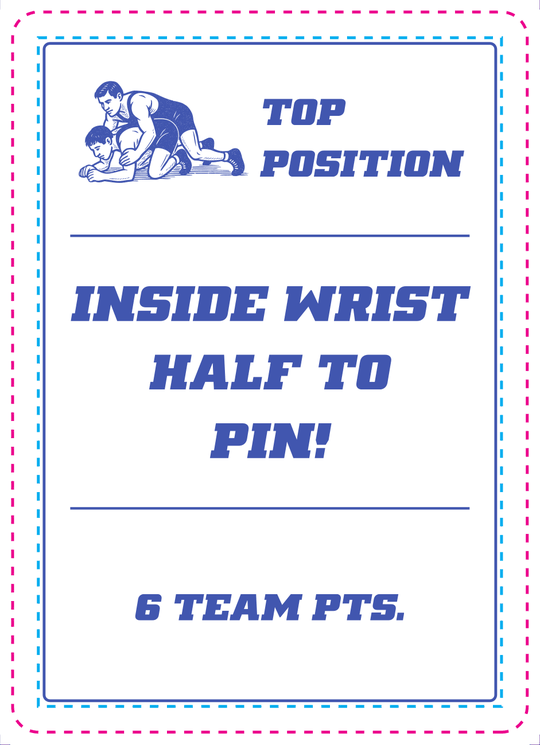 TOP
POSITION
INSIDE WRIST
HALF TO
PIN!
6 TEAM PTS.